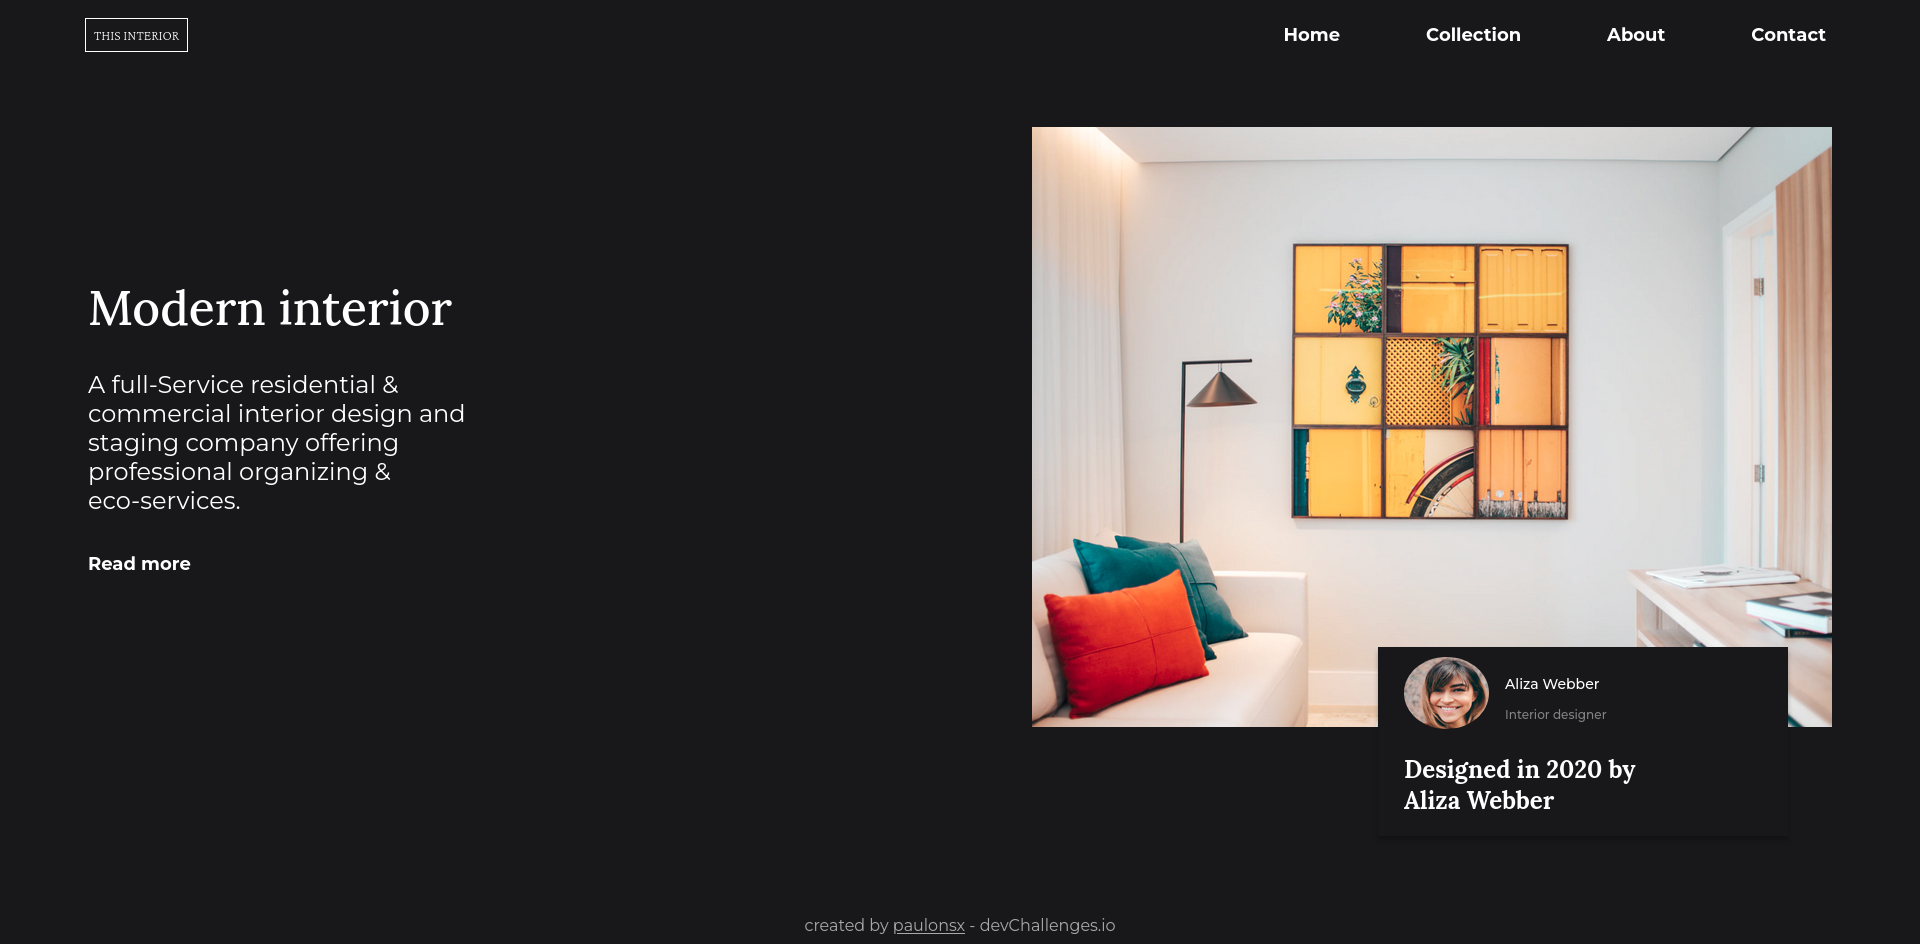 THIS INTERIOR
Home
Collection
About
Contact
Modern interior
A full-Service residential &
commercial interior design and
staging company offering
professional organizing &
eco-services.
Read more
Aliza Webber
Interior designer
Designed in 2020 by
Aliza Webber
created by paulonsx - devChallenges.io